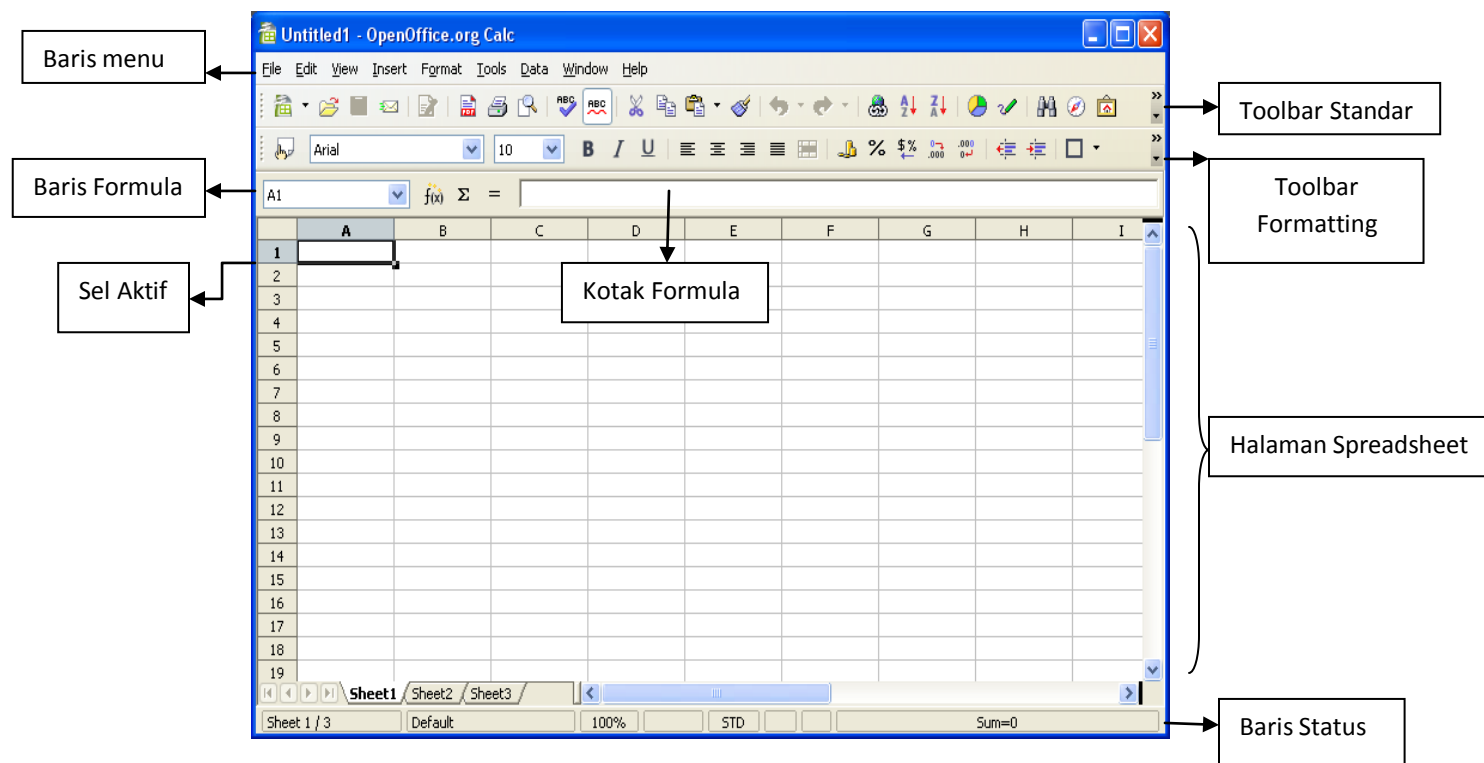 Untitled1 - OpenOffice.org Calc
Baris menu
File Edit View Insert Format Tools Data Window Help
Toolbar Standar
Arial 10 B I U
Toolbar
Formatting
Baris Formula
A1 f(x) Σ =
A B C D E F G H I
1
2
3
4
5
6
7
8
9
10
11
12
13
14
15
16
17
18
19
Sel Aktif
Kotak Formula
Halaman Spreadsheet
Sheet1 Sheet2 Sheet3
Sheet 1 / 3 Default 100% STD Sum=0
Baris Status